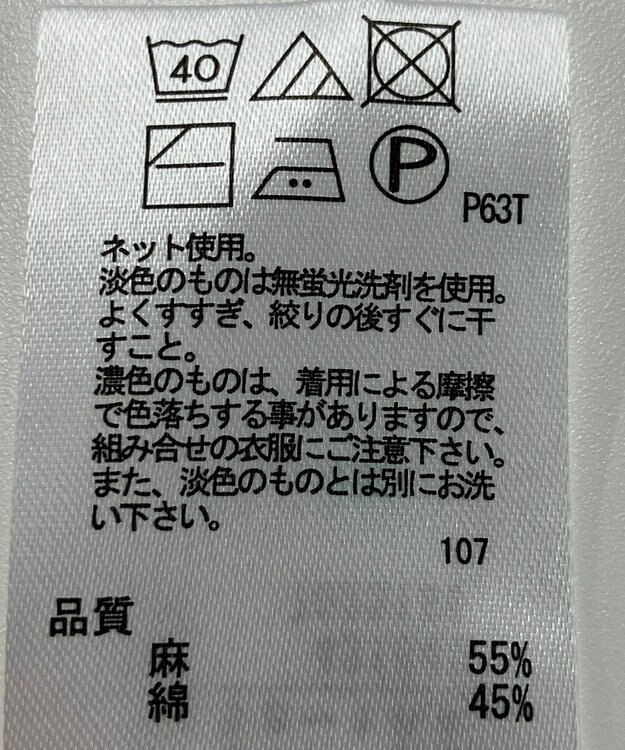 40
P
P63T
ネット使用。
淡色のものは無蛍光洗剤を使用。
よくすすぎ、絞りの後すぐに干
すこと。
濃色のものは、着用による摩擦
で色落ちする事がありますので、
組み合せの衣服にご注意下さい。
また、淡色のものとは別にお洗
い下さい。
107
品質
麻 55%
綿 45%